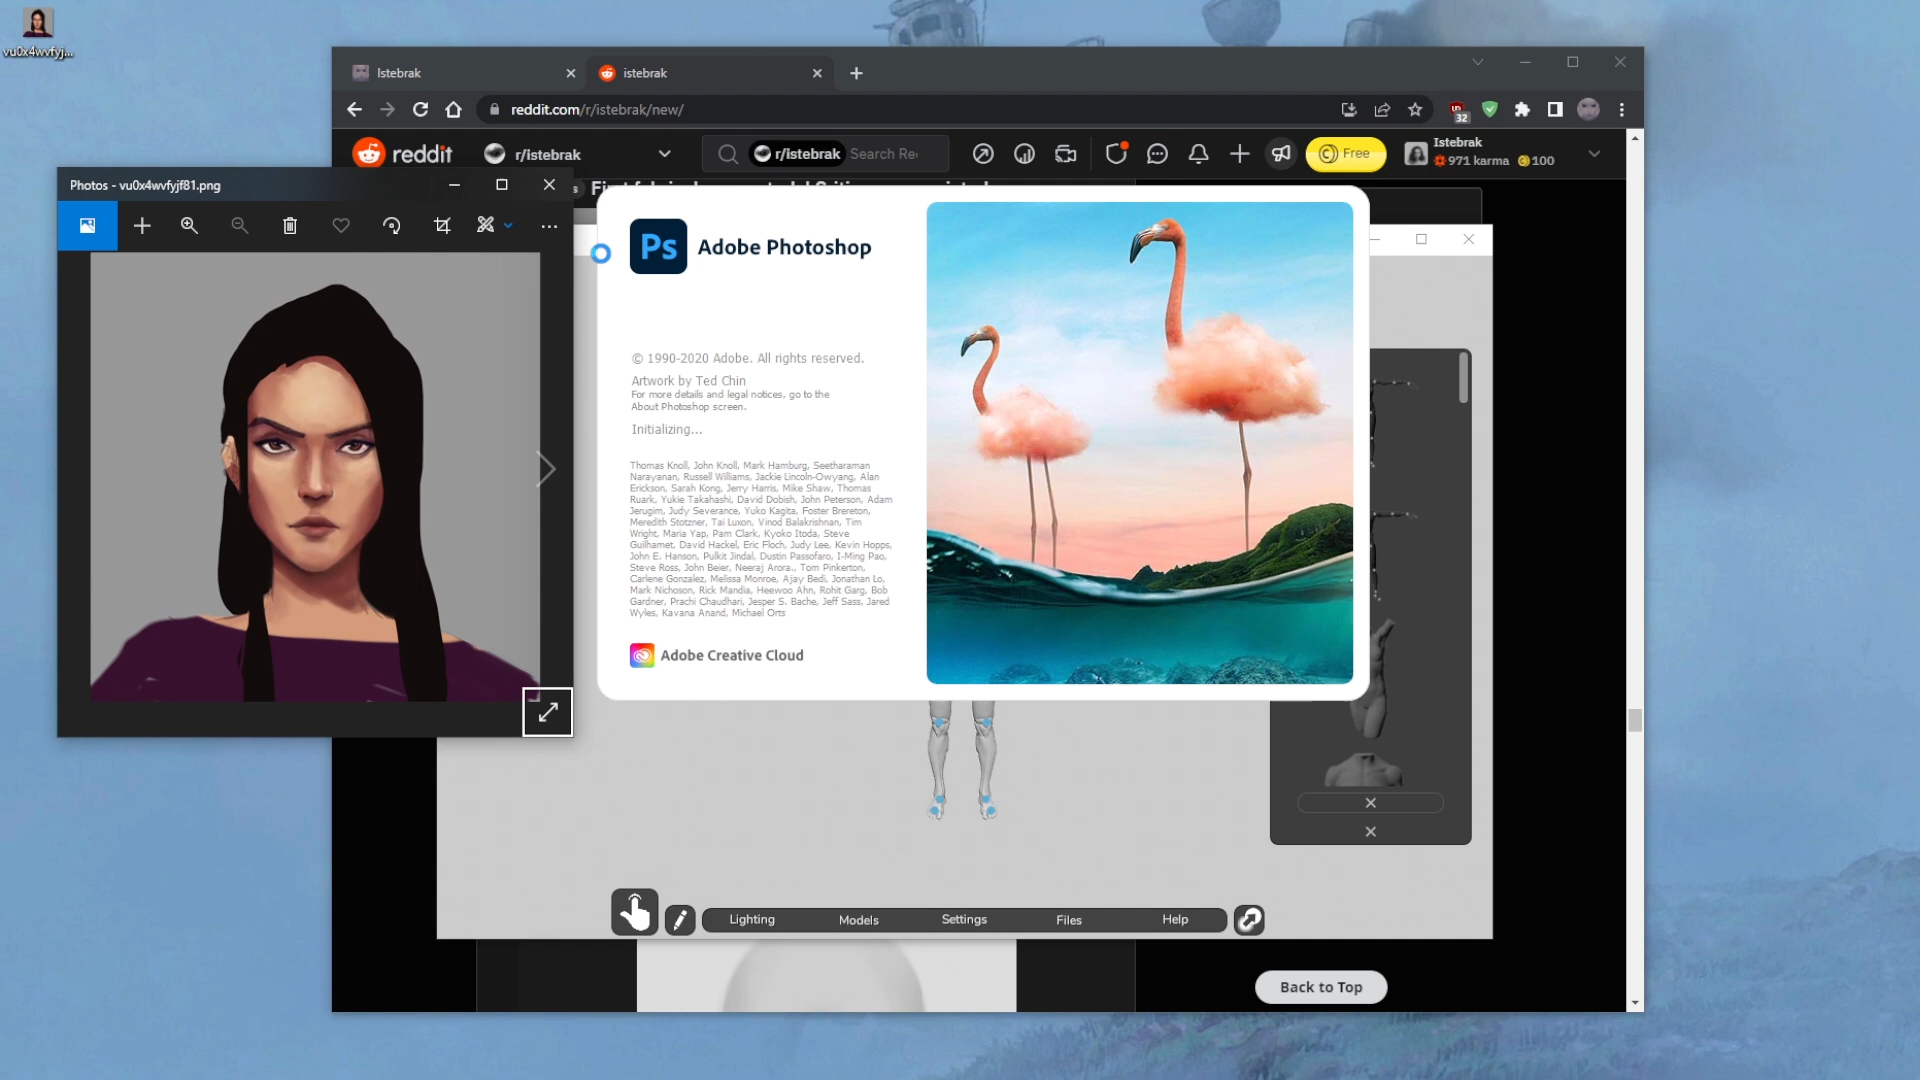 vu0x4wvfyj...
Istebrak
istebrak
reddit.com/r/istebrak/new/
32
reddit
r/istebrak
r/istebrak
Free
Istebrak
971 karma
100
Photos - vu0x4wvfyjf81.png
Ps
Adobe Photoshop
© 1990-2020 Adobe. All rights reserved.
Artwork by Ted Chin
For more details and legal notices, go to the
About Photoshop screen.
Initializing...
Thomas Knoll, John Knoll, Mark Hamburg, Seetharaman
Narayanan, Russell Williams, Jackie Lincoln-Owyang, Alan
Erickson, Sarah Kong, Jerry Harris, Mike Shaw, Thomas
Ruark, Yukie Takahashi, David Dobish, John Peterson, Adam
Jerugim, Judy Severance, Yuko Kagita, Foster Brereton,
Meredith Stotzner, Tai Luxon, Vinod Balakrishnan, Tim
Wright, Maria Yap, Pam Clark, Kyoko Itoda, Steve
Guilhamet, David Hackel, Eric Floch, Judy Lee, Kevin Hopps,
John E. Hanson, Pulkit Jindal, Dustin Passofaro, I-Ming Pao,
Steve Ross, John Beier, Neeraj Arora., Tom Pinkerton,
Carlene Gonzalez, Melissa Monroe, Ajay Bedi, Jonathan Lo,
Mark Nichoson, Rick Mandia, Heewoo Ahn, Rohit Garg, Bob
Gardner, Prachi Chaudhari, Jesper S. Bache, Jeff Sass, Jared
Wyles, Kavana Anand, Michael Orts
Adobe Creative Cloud
Lighting
Models
Settings
Files
Help
Back to Top